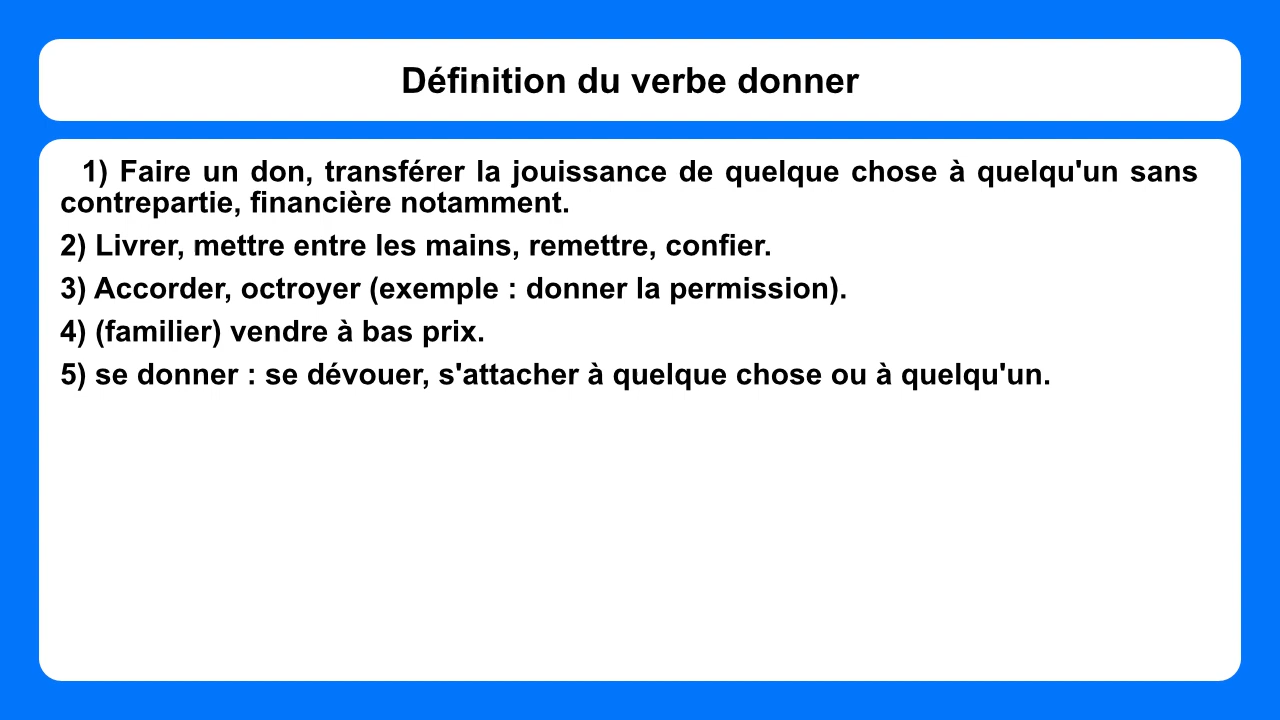 Définition du verbe donner
1) Faire un don, transférer la jouissance de quelque chose à quelqu'un sans
contrepartie, financière notamment.
2) Livrer, mettre entre les mains, remettre, confier.
3) Accorder, octroyer (exemple : donner la permission).
4) (familier) vendre à bas prix.
5) se donner : se dévouer, s'attacher à quelque chose ou à quelqu'un.